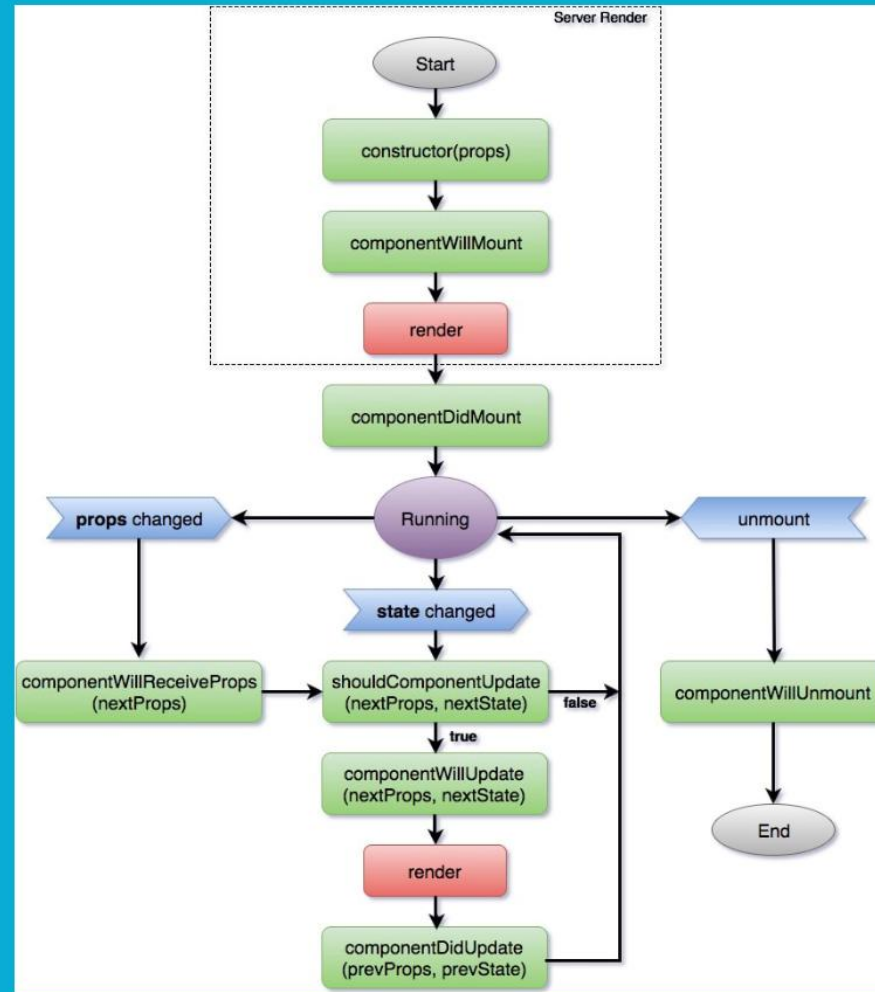 Server Render
Start
constructor(props)
componentWillMount
render
componentDidMount
props changed
Running
unmount
state changed
componentWillReceiveProps
(nextProps)
shouldComponentUpdate
(nextProps, nextState)
false
componentWillUnmount
true
componentWillUpdate
(nextProps, nextState)
End
render
componentDidUpdate
(prevProps, prevState)